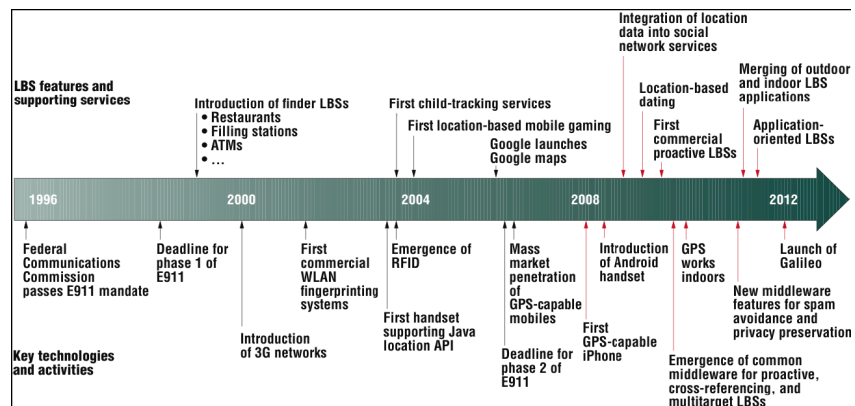 Integration of location
data into social
network services
Merging of outdoor
and indoor LBS
applications
LBS features and
supporting services
Introduction of finder LBSs
• Restaurants
• Filling stations
• ATMs
• ...
First child-tracking services
First location-based mobile gaming
Google launches
Google maps
Location-based
dating
First
commercial
proactive LBSs
Application-
oriented LBSs
1996
2000
2004
2008
2012
Federal
Communications
Commission
passes E911 mandate
Deadline for
phase 1 of
E911
Introduction
of 3G networks
First
commercial
WLAN
fingerprinting
systems
Emergence of
RFID
First handset
supporting Java
location API
Mass
market
penetration
of
GPS-capable
mobiles
Deadline for
phase 2 of
E911
Introduction
of Android
handset
First
GPS-capable
iPhone
GPS
works
indoors
Launch of
Galileo
New middleware
features for spam
avoidance and
privacy preservation
Emergence of common
middleware for proactive,
cross-referencing, and
multitarget LBSs
Key technologies
and activities